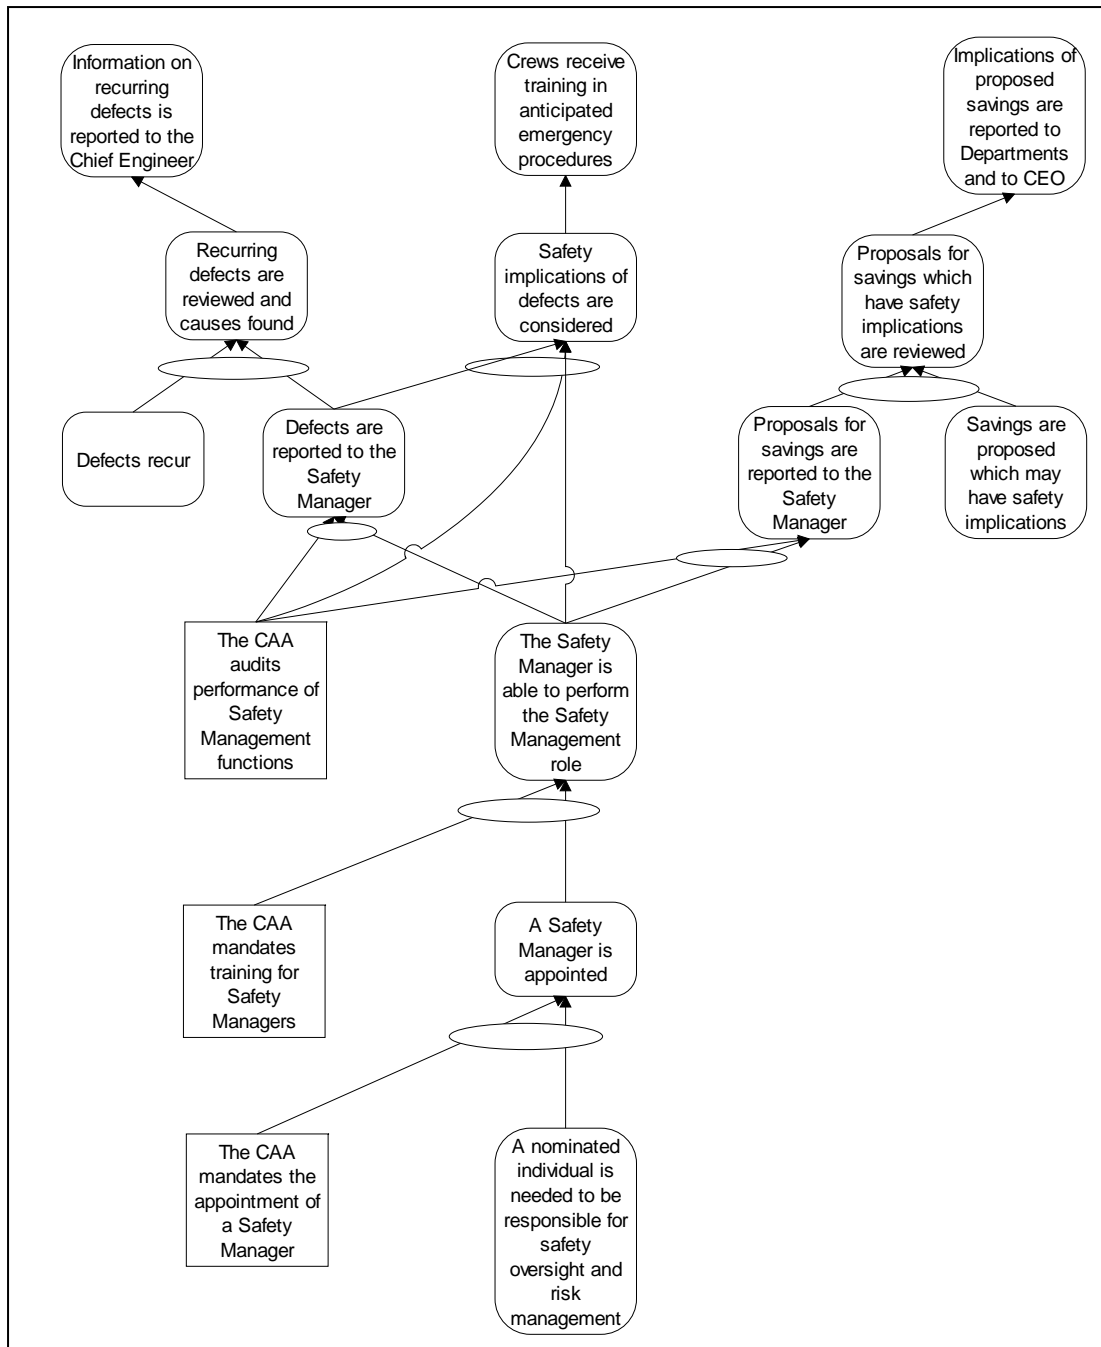 Information on
recurring
defects is
reported to the
Chief Engineer
Crews receive
training in
anticipated
emergency
procedures
Implications of
proposed
savings are
reported to
Departments
and to CEO
Recurring
defects are
reviewed and
causes found
Safety
implications of
defects are
considered
Proposals for
savings which
have safety
implications
are reviewed
Defects recur
Defects are
reported to the
Safety
Manager
Proposals for
savings are
reported to the
Safety
Manager
Savings are
proposed
which may
have safety
implications
The CAA
audits
performance of
Safety
Management
functions
The Safety
Manager is
able to perform
the Safety
Management
role
The CAA
mandates
training for
Safety
Managers
A Safety
Manager is
appointed
The CAA
mandates the
appointment of
a Safety
Manager
A nominated
individual is
needed to be
responsible for
safety
oversight and
risk
management